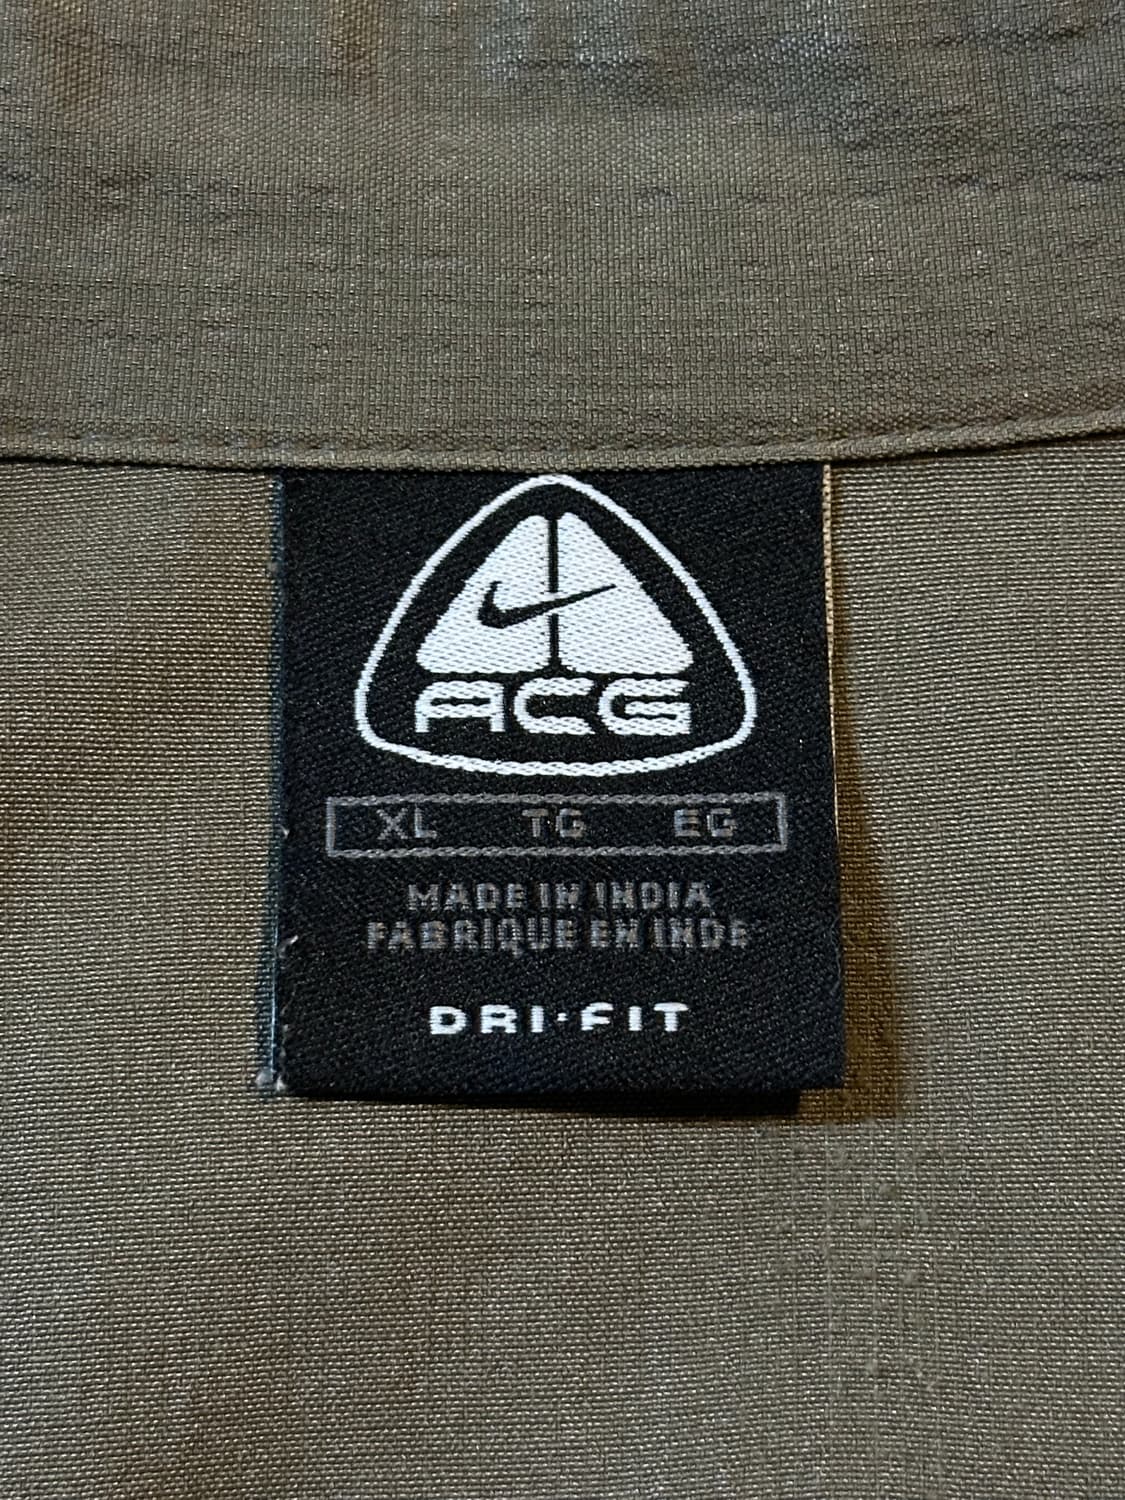 ACG
XL TG EG
MADE IN INDIA
FABRIQUE EN INDE
DRI-FIT